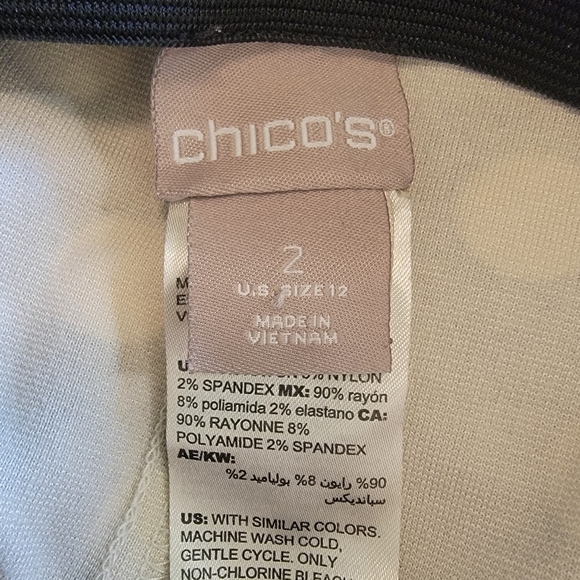 chico's®
2
U.S. SIZE 12
MADE IN
VIETNAM
M
E
V
NYLON
2% SPANDEX MX: 90% rayón
8% poliamida 2% elastano CA:
90% RAYONNE 8%
POLYAMIDE 2% SPANDEX
AE/KW:
90% رايون 8% بولياميد 2%
سبانديكس
US: WITH SIMILAR COLORS.
MACHINE WASH COLD,
GENTLE CYCLE. ONLY
NON-CHLORINE BLEACH